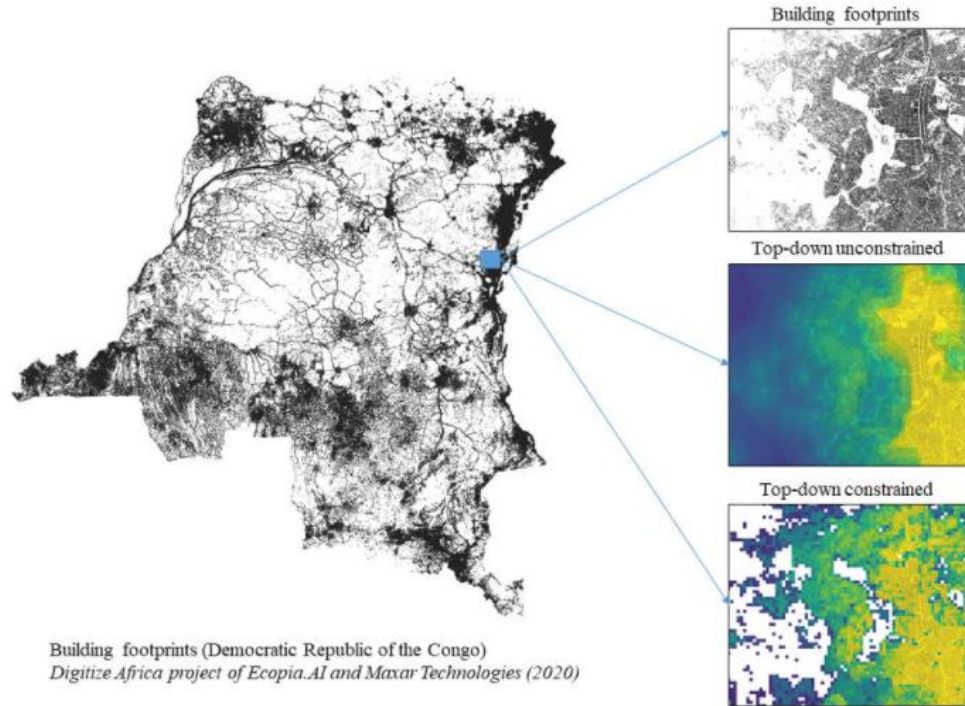 Building footprints
Top-down unconstrained
Top-down constrained
Building footprints (Democratic Republic of the Congo)
Digitize Africa project of Ecopia.AI and Maxar Technologies (2020)